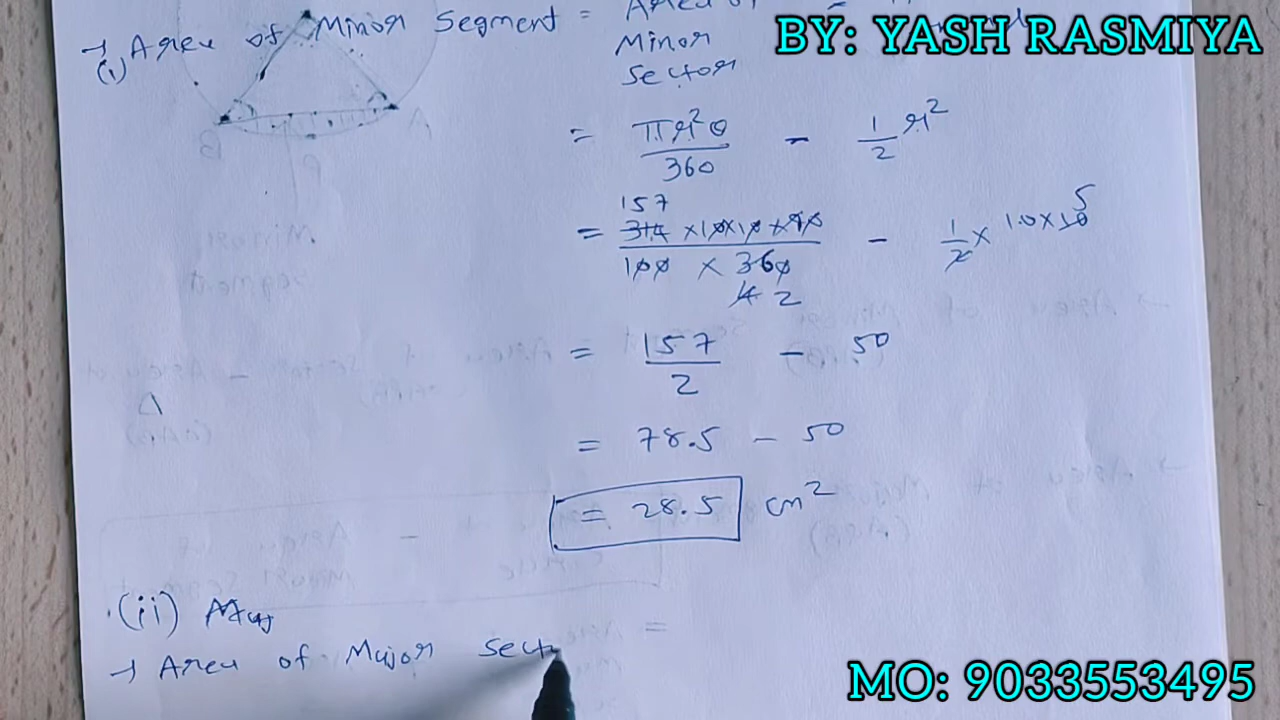 BY: YASH RASMIYA
→ (i) Area of Minor Segment = Area of Minor Sector -
= πr²θ/360 - 1/2 r²
= 157 314 × 10 × 10 × 90 / 100 × 360 4 2 - 1/2 × 10 × 10 5
= 157/2 - 50
= 78.5 - 50
= 28.5 cm²
(ii)
→ Area of Major Sect
MO: 9033553495